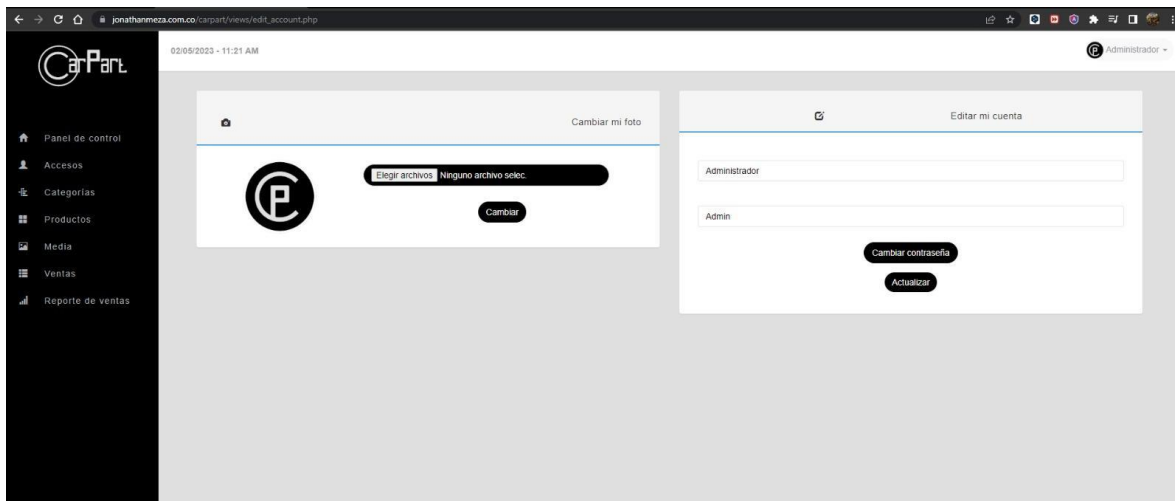 jonathanmeza.com.co/carpart/views/edit_account.php
CarPart
02/05/2023 - 11:21 AM
Administrador
Panel de control
Accesos
Categorías
Productos
Media
Ventas
Reporte de ventas
Cambiar mi foto
Elegir archivos Ninguno archivo selec.
Cambiar
Editar mi cuenta
Administrador
Admin
Cambiar contraseña
Actualizar